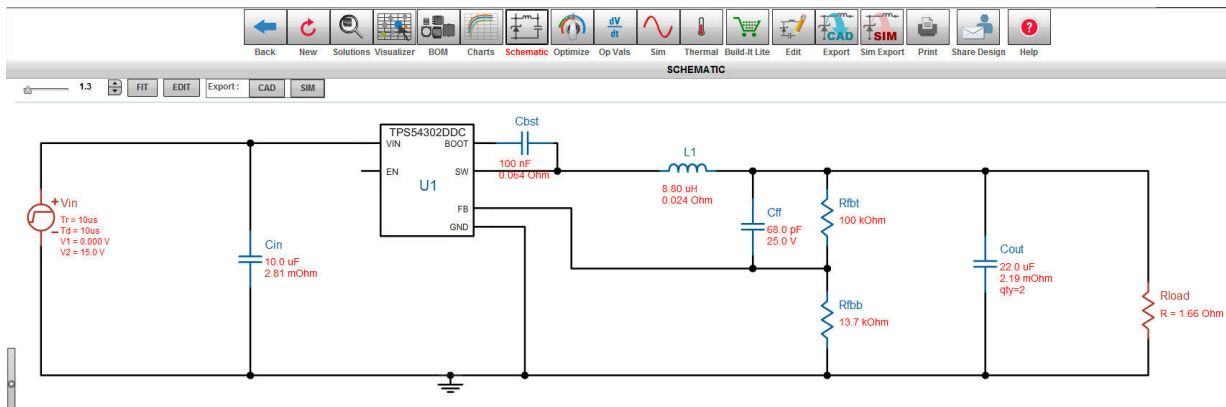 Back New Solutions Visualizer BOM Charts Schematic Optimize dV dt Op Vals Sim Thermal Build-It Lite Edit CAD Export SIM Sim Export Print Share Design ? Help
SCHEMATIC
1.3 FIT EDIT Export : CAD SIM
TPS54302DDC
VIN
BOOT
EN
SW
U1
FB
GND
Cbst
100 nF
0.064 Ohm
L1
8.80 uH
0.024 Ohm
+ Vin
Tr = 10us
Td = 10us
V1 = 0.000 V
V2 = 15.0 V
Cin
10.0 uF
2.81 mOhm
Cff
68.0 pF
25.0 V
Rfbt
100 kOhm
Rfbb
13.7 kOhm
Cout
22.0 uF
2.19 mOhm
qty=2
Rload
R = 1.66 Ohm